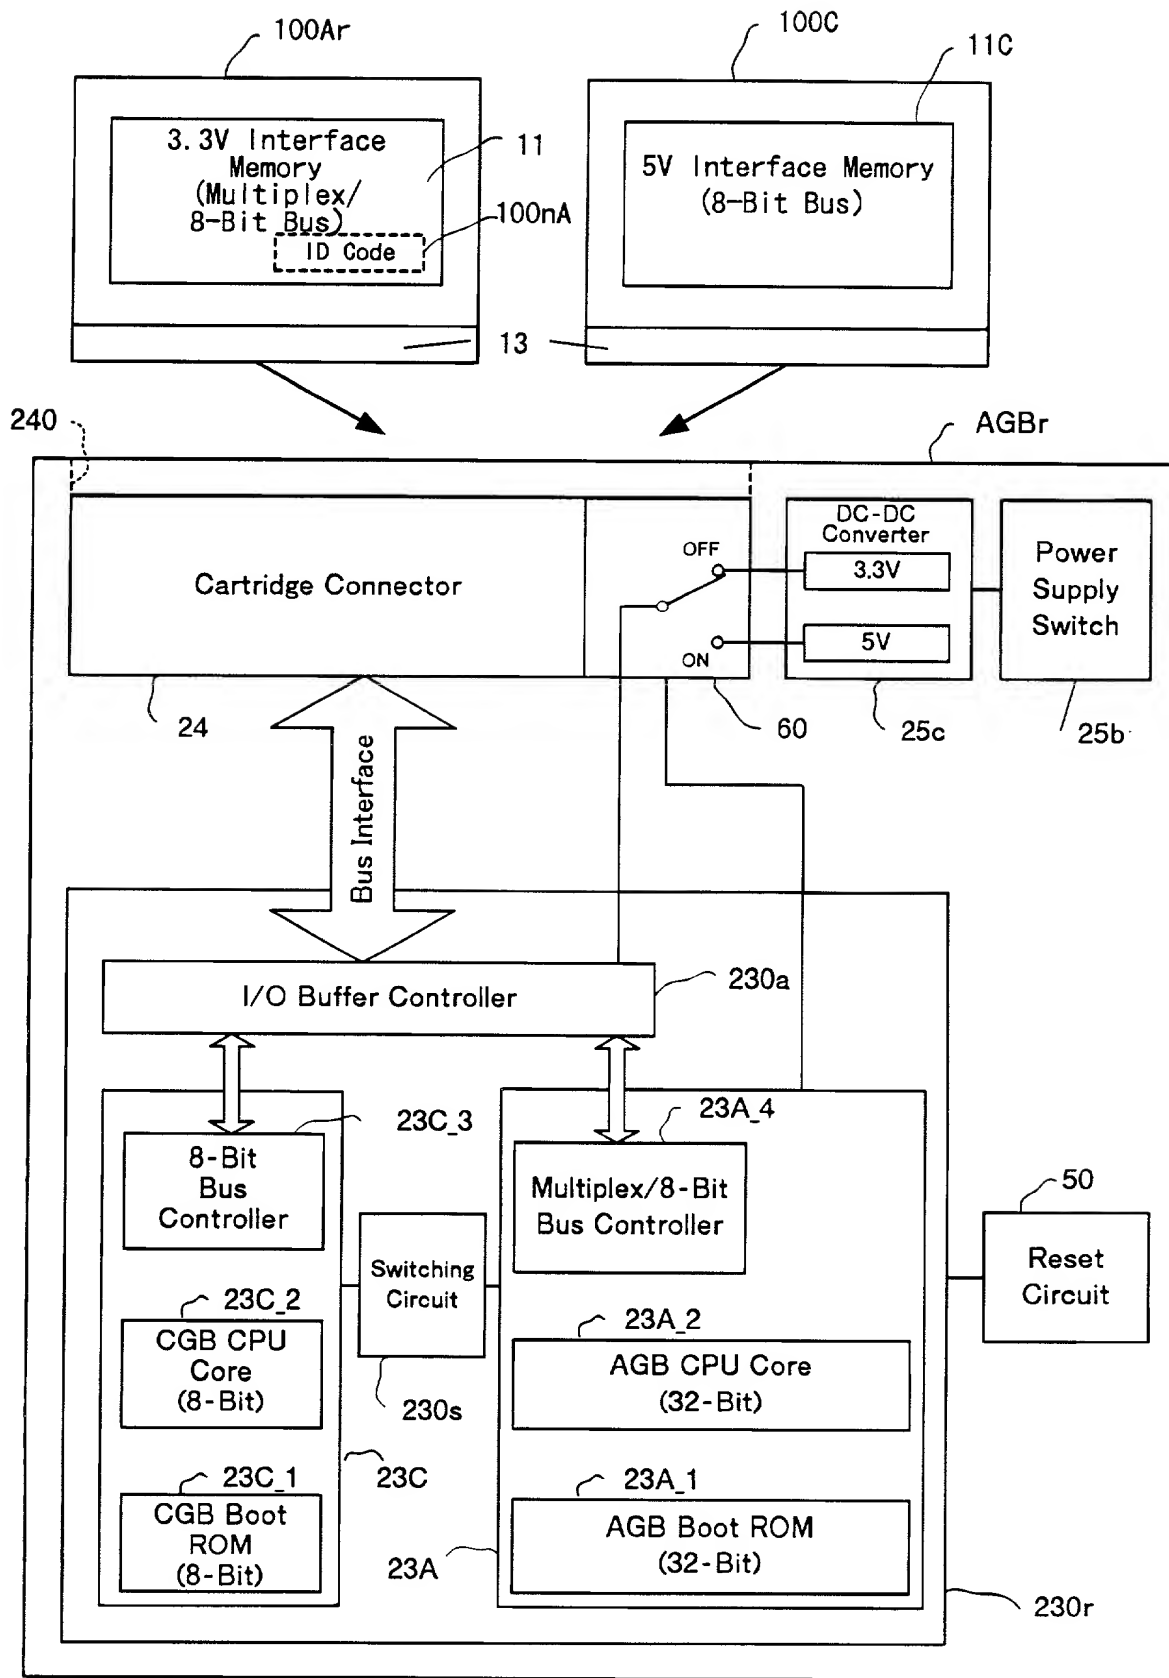 100Ar
100C
11C
3.3V Interface
Memory
(Multiplex/
8-Bit Bus)
ID Code
11
100nA
5V Interface Memory
(8-Bit Bus)
13
240
AGBr
Cartridge Connector
OFF
ON
DC-DC
Converter
3.3V
5V
Power
Supply
Switch
24
60
25c
25b
Bus Interface
I/O Buffer Controller
230a
23C_3
23A_4
8-Bit
Bus
Controller
Multiplex/8-Bit
Bus Controller
50
Switching
Circuit
Reset
Circuit
23C_2
CGB CPU
Core
(8-Bit)
23A_2
AGB CPU Core
(32-Bit)
230s
23C_1
23C
23A_1
CGB Boot
ROM
(8-Bit)
AGB Boot ROM
(32-Bit)
23A
230r